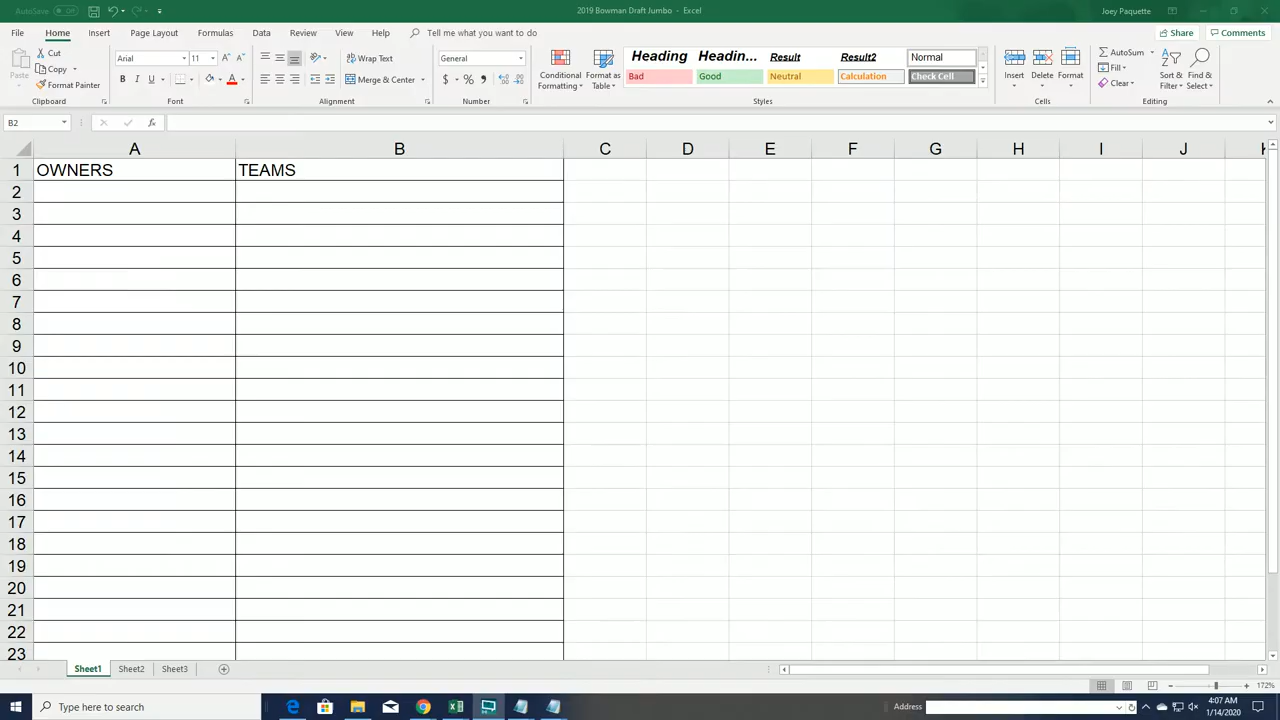 AutoSave Off 2019 Bowman Draft Jumbo - Excel Joey Paquette
File Home Insert Page Layout Formulas Data Review View Help Tell me what you want to do Share Comments
Paste Cut Copy Format Painter Clipboard
Arial 11 A A B I U A Font
Wrap Text Merge & Center Alignment
General $ % , Number
Conditional Formatting Format as Table
Heading Headin... Result Result2 Normal
Bad Good Neutral Calculation Check Cell
Styles
Insert Delete Format Cells
AutoSum Fill Clear Sort & Filter Find & Select Editing
B2 fx
A B C D E F G H I J K
1 OWNERS TEAMS
2
3
4
5
6
7
8
9
10
11
12
13
14
15
16
17
18
19
20
21
22
23
Sheet1 Sheet2 Sheet3
172%
Type here to search Address 4:07 AM
1/14/2020